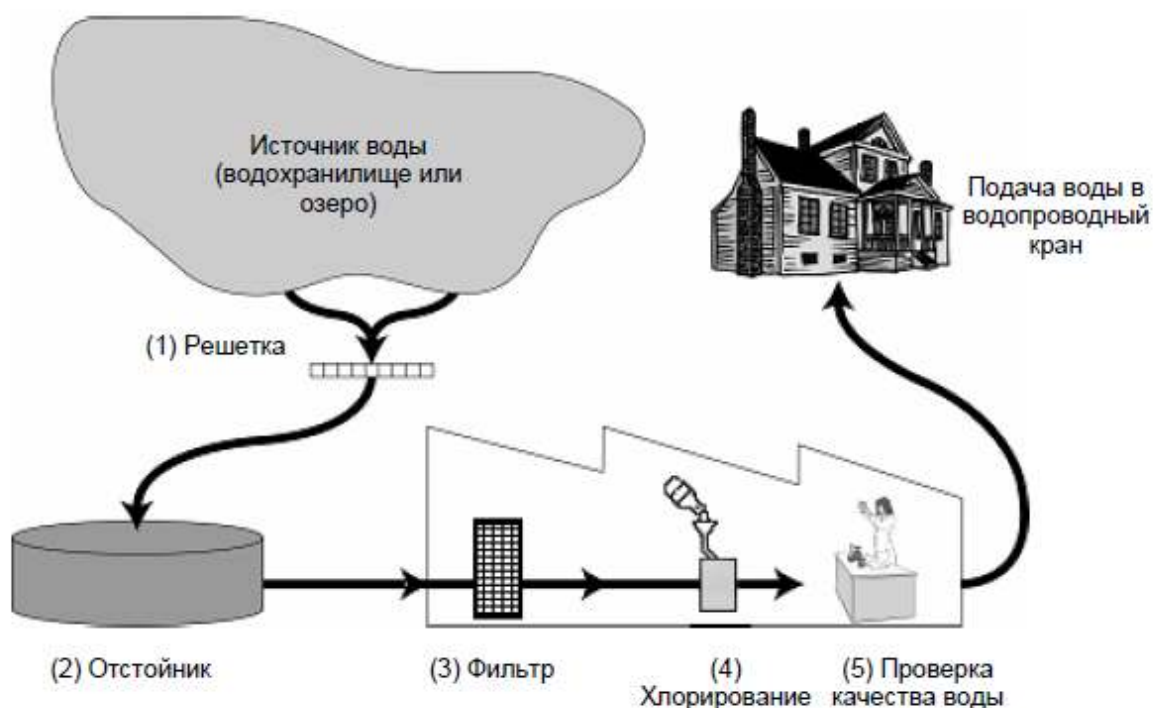 Источник воды
(водохранилище или
озеро)
Подача воды в
водопроводный
кран
(1) Решетка
(2) Отстойник
(3) Фильтр
(4)
Хлорирование
(5) Проверка
качества воды